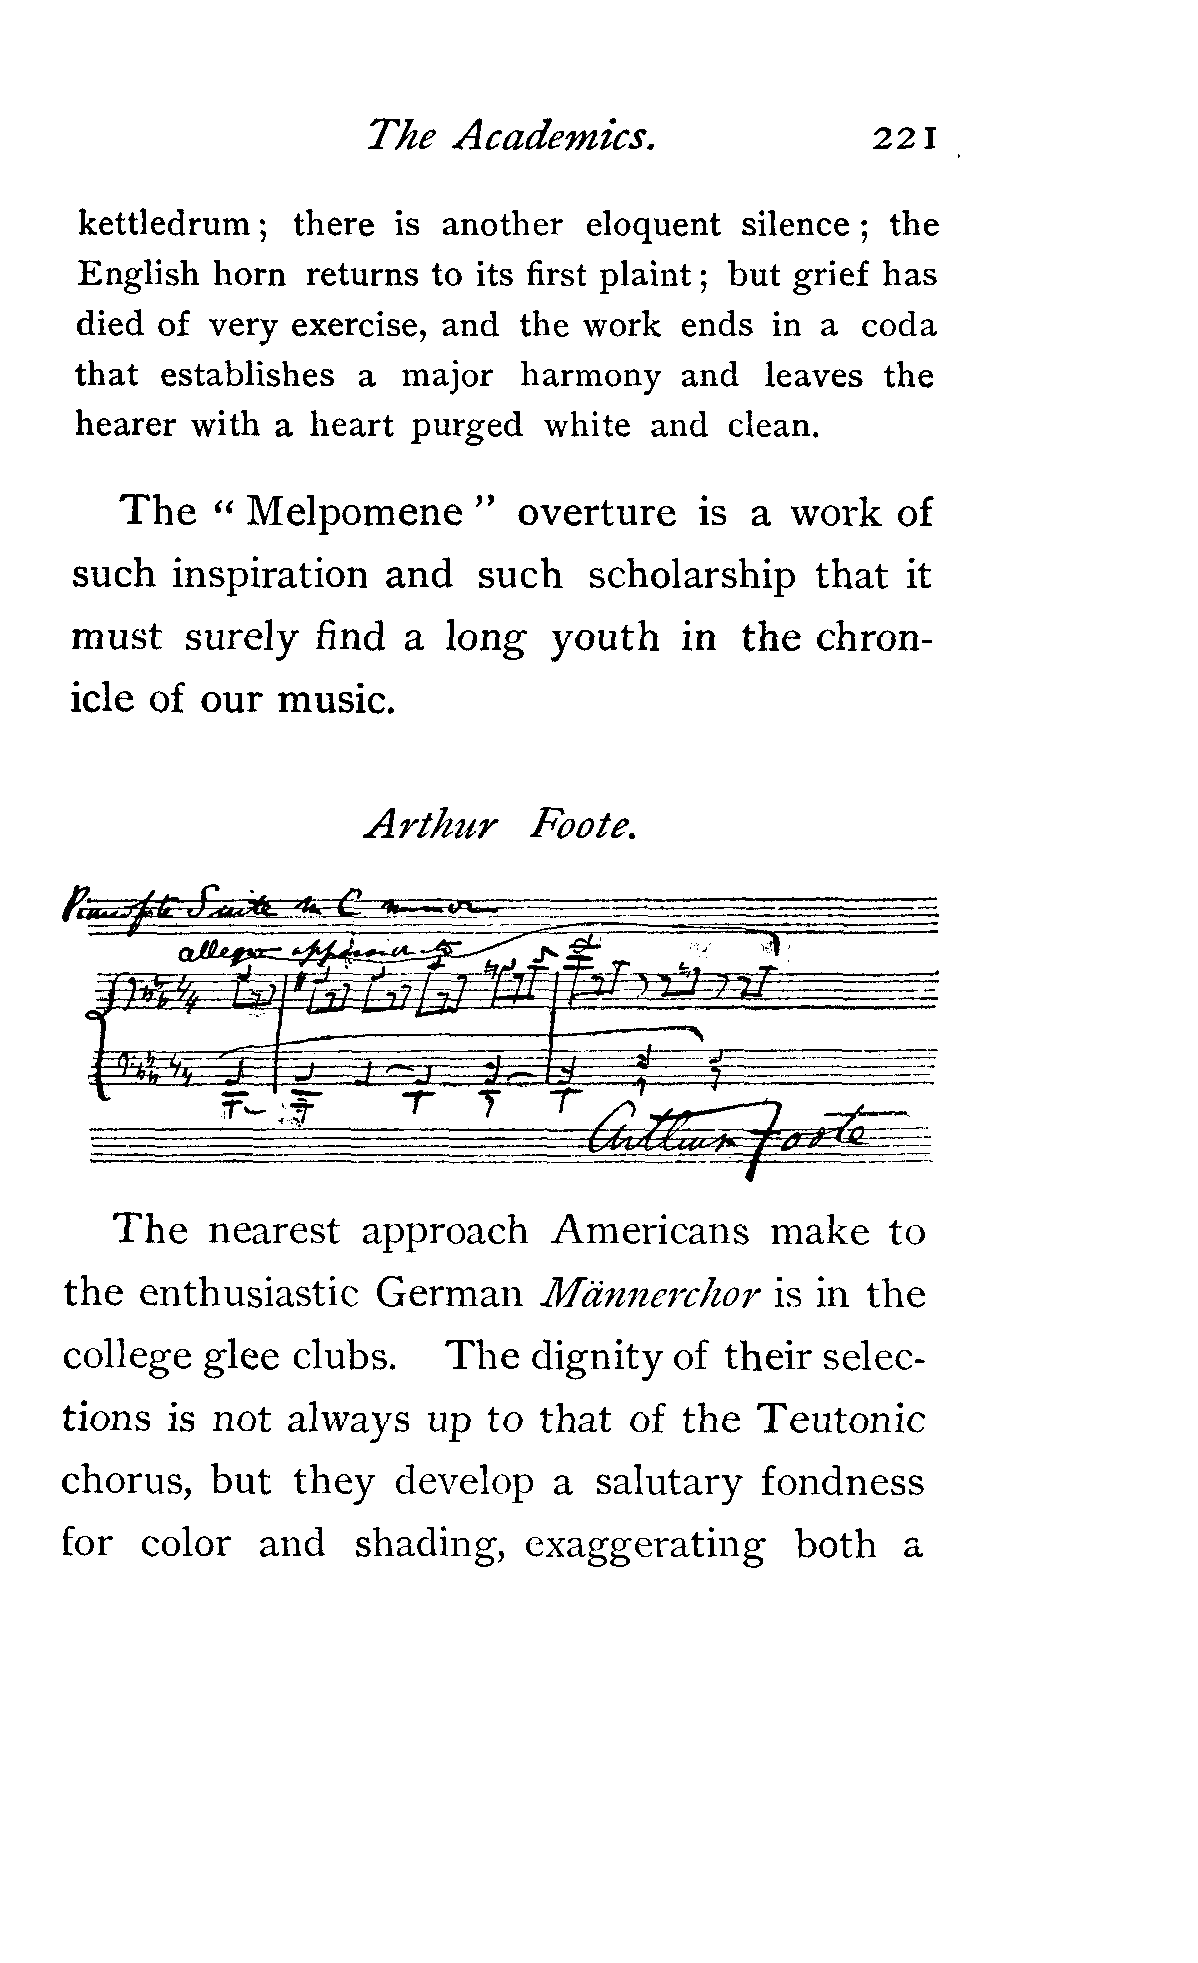 The Academics. 221
kettledrum; there is another eloquent silence; the
English horn returns to its first plaint; but grief has
died of very exercise, and the work ends in a coda
that establishes a major harmony and leaves the
hearer with a heart purged white and clean.
The “ Melpomene ” overture is a work of
such inspiration and such scholarship that it
must surely find a long youth in the chron-
icle of our music.
Arthur Foote.
Pianoforte Suite in C minor
allegro appassionato
Arthur Foote
The nearest approach Americans make to
the enthusiastic German Männerchor is in the
college glee clubs. The dignity of their selec-
tions is not always up to that of the Teutonic
chorus, but they develop a salutary fondness
for color and shading, exaggerating both a